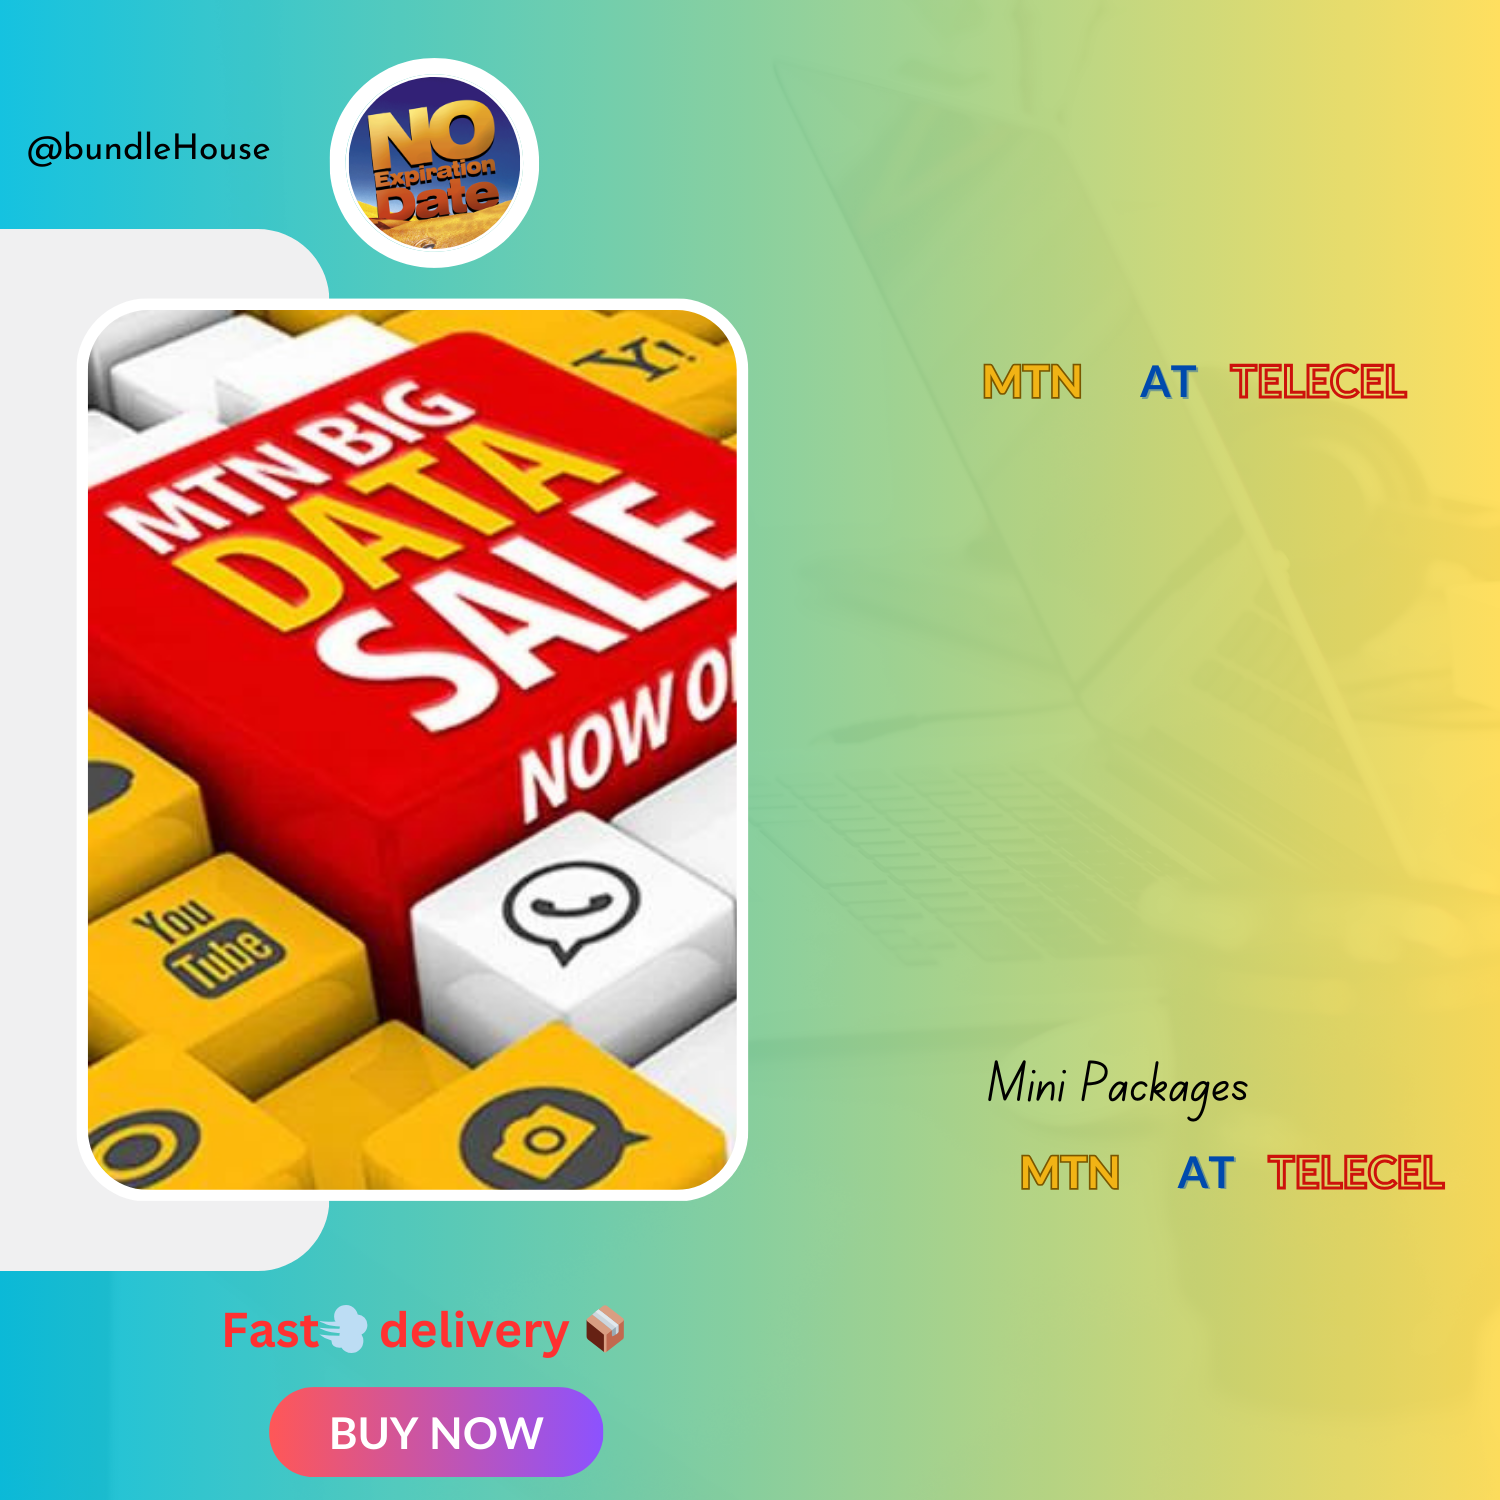 @bundleHouse
NO
Expiration
Date
MTN BIG
DATA
SALE
NOW
Y!
You
Tube
MTN AT TELECEL
Mini Packages
MTN AT TELECEL
Fast delivery
BUY NOW